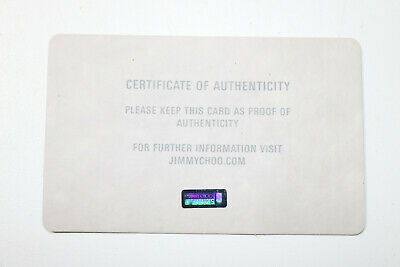 CERTIFICATE OF AUTHENTICITY
PLEASE KEEP THIS CARD AS PROOF OF
AUTHENTICITY
FOR FURTHER INFORMATION VISIT
JIMMYCHOO.COM